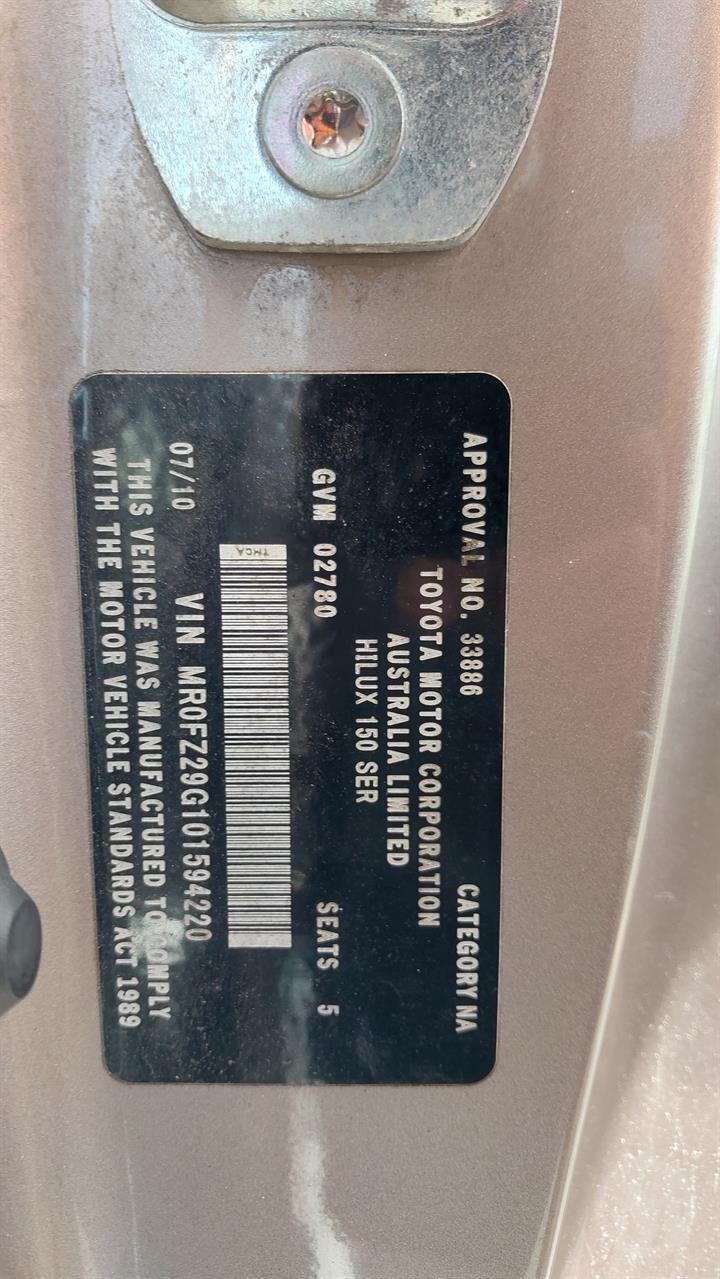 APPROVAL NO. 33886 CATEGORY NA
TOYOTA MOTOR CORPORATION
AUSTRALIA LIMITED
HILUX 150 SER
GVM 02780 SEATS 5
TMCA
VIN MR0FZ29G101594220
07/10
THIS VEHICLE WAS MANUFACTURED TO COMPLY
WITH THE MOTOR VEHICLE STANDARDS ACT 1989